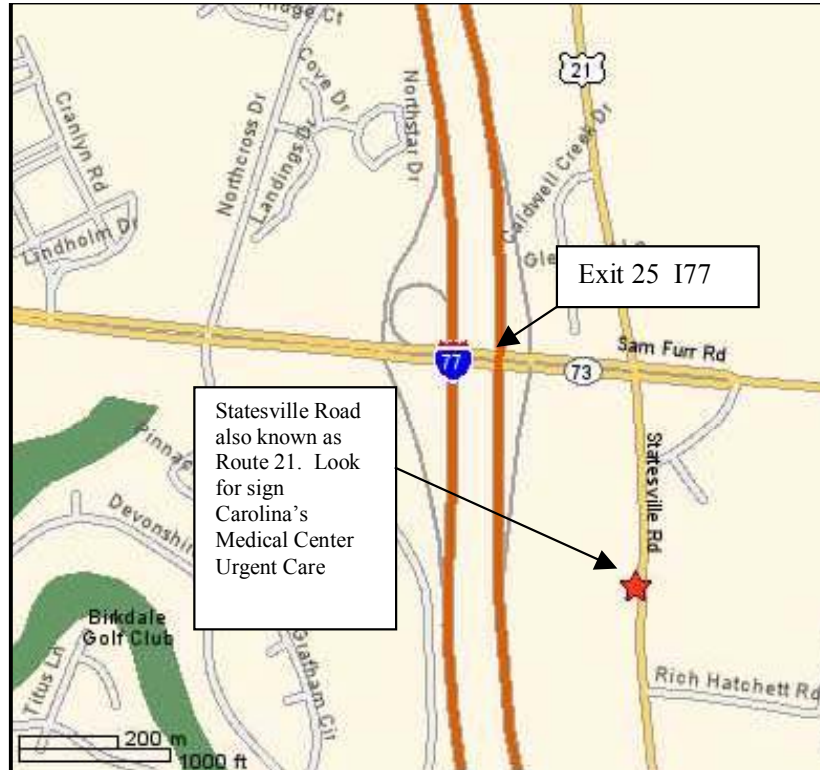 Ridge Ct
21
Cove Dr
Northstar Dr
Cranlyn Rd
Northcross Dr
Landings Dr
Caldwell Creek Dr
Lindholm Dr
Exit 25 I77
Sam Furr Rd
77
73
Statesville Road
also known as
Route 21. Look
for sign
Carolina's
Medical Center
Urgent Care
Statesville Rd
Birkdale
Golf Club
Titus Ln
Rich Hatchett Rd
200 m
1000 ft